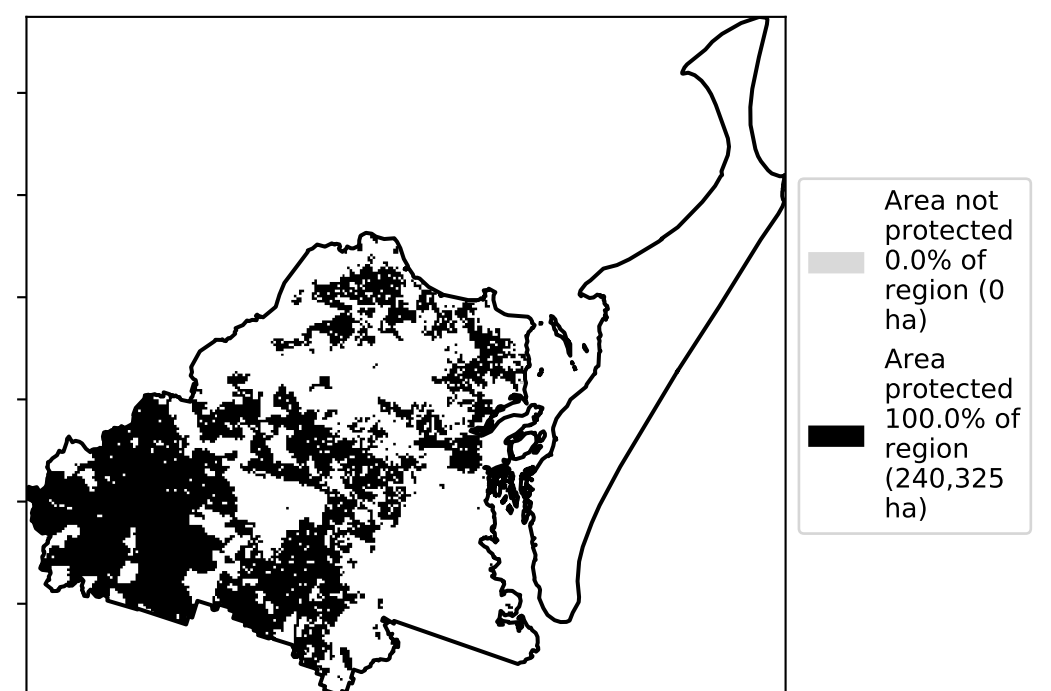 Area not
protected
0.0% of
region (0
ha)
Area
protected
100.0% of
region
(240,325
ha)